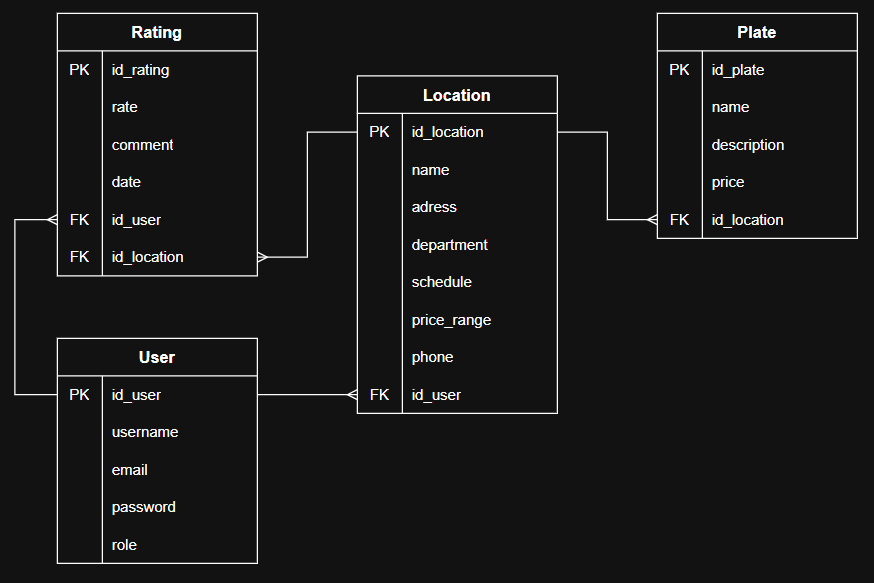 Rating
PK id_rating
rate
comment
date
FK id_user
FK id_location
User
PK id_user
username
email
password
role
Location
PK id_location
name
adress
department
schedule
price_range
phone
FK id_user
Plate
PK id_plate
name
description
price
FK id_location